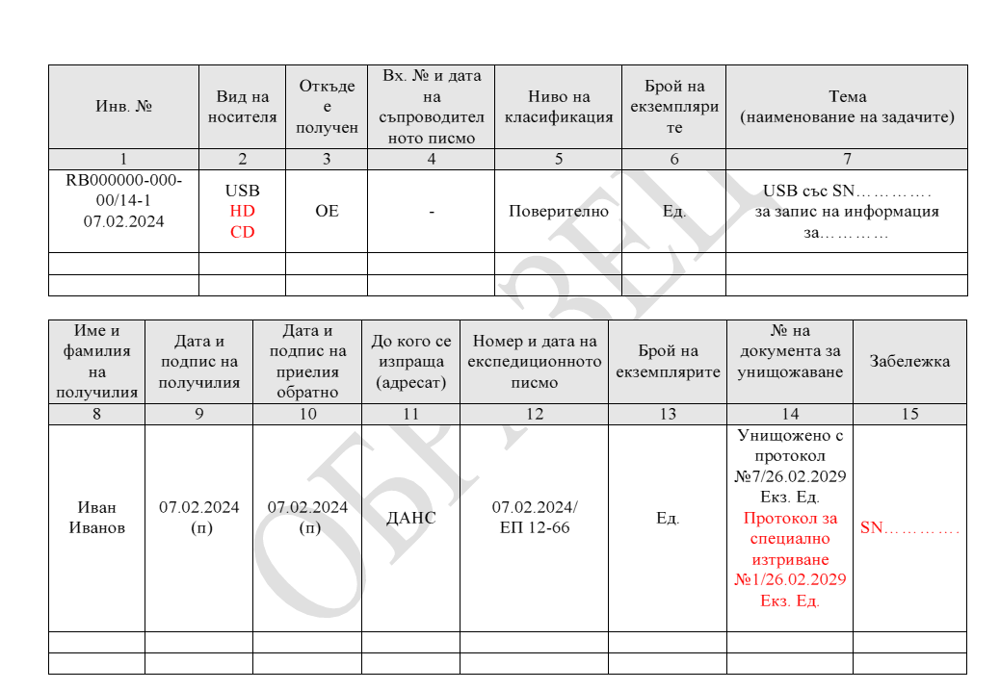 Инв. №
Вид на
носителя
Откъде
е
получен
Вх. № и дата
на
съпроводител
ното писмо
Ниво на
класификация
Брой на
екземпляри
те
Тема
(наименование на задачите)
1 2 3 4 5 6 7
RB000000-000-
00/14-1
07.02.2024
USB
HD
CD
ОЕ
-
Поверително
Ед.
USB със SN………….
за запис на информация
за…………
Име и
фамилия
на
получилия
Дата и
подпис на
получилия
Дата и
подпис на
приелия
обратно
До кого се
изпраща
(адресат)
Номер и дата на
експедиционното
писмо
Брой на
екземплярите
№ на
документа за
унищожаване
Забележка
8 9 10 11 12 13 14 15
Иван
Иванов
07.02.2024
(п)
07.02.2024
(п)
ДАНС
07.02.2024/
ЕП 12-66
Ед.
Унищожено с
протокол
№7/26.02.2029
Екз. Ед.
Протокол за
специално
изтриване
№1/26.02.2029
Екз. Ед.
SN………….
ОБРАЗЕЦ